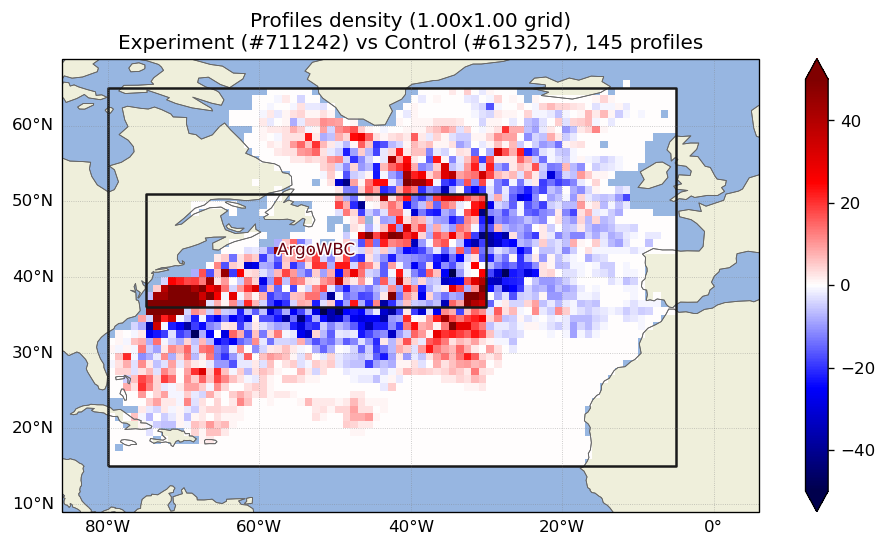 Profiles density (1.00x1.00 grid)
Experiment (#711242) vs Control (#613257), 145 profiles
60°N
50°N
40°N
30°N
20°N
10°N
80°W
60°W
40°W
20°W
0°
ArgoWBC
40
20
0
−20
−40